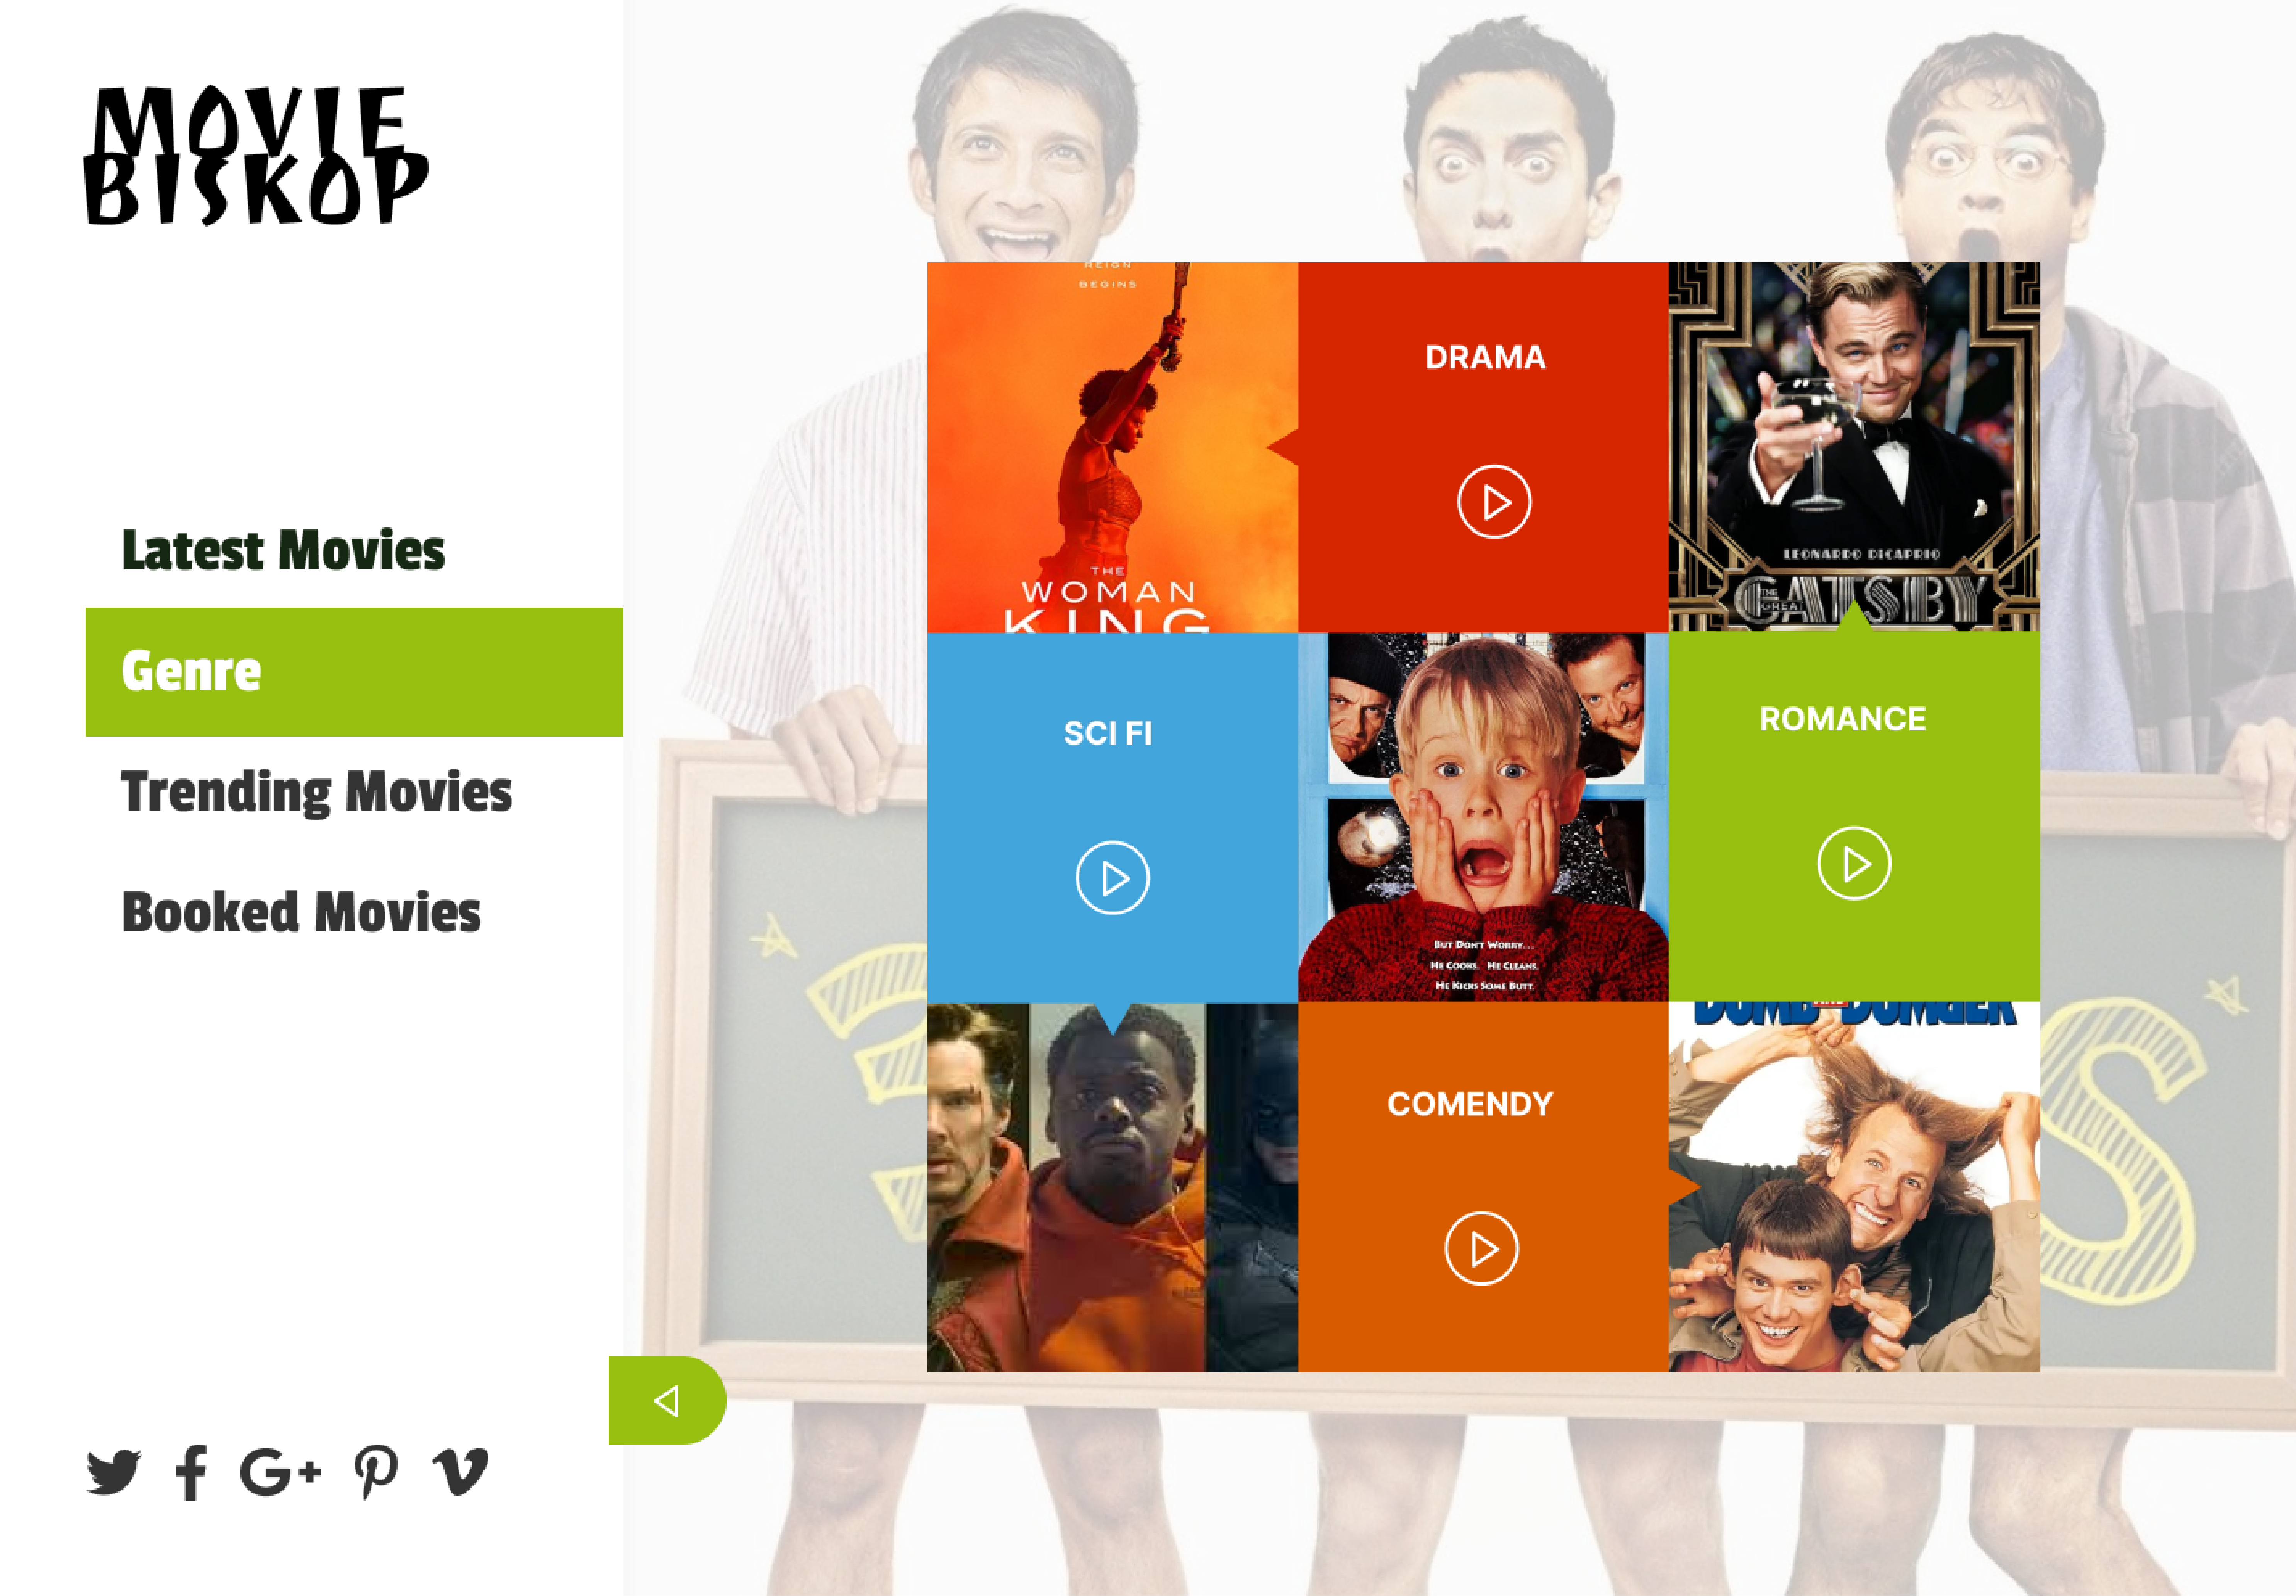 MOVIE
BISKOP
Latest Movies
Genre
Trending Movies
Booked Movies
REIGN
BEGINS
THE
WOMAN
KING
DRAMA
LEONARDO DICAPRIO
THE
GREAT
GATSBY
SCI FI
BUT DON'T WORRY...
HE COOKS. HE CLEANS.
HE KICKS SOME BUTT.
ROMANCE
COMENDY
DUMB AND DUMBER
3
S
G+